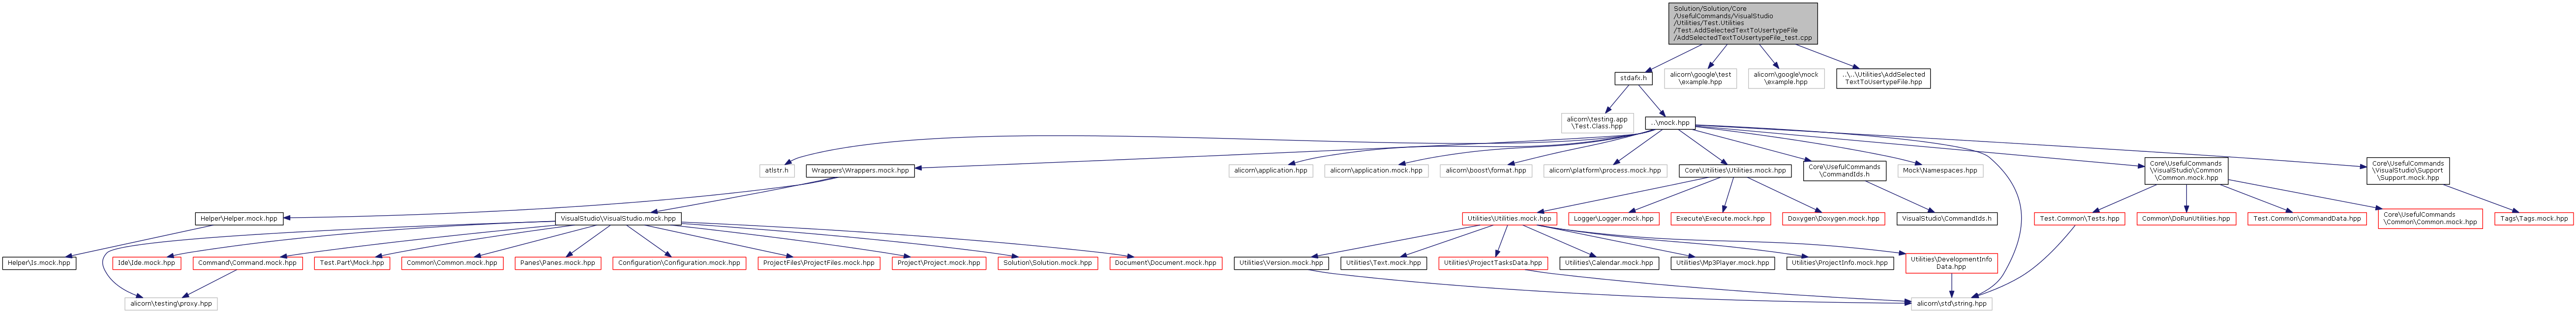 Solution/Solution/Core
/UsefulCommands/VisualStudio
/Utilities/Test.Utilities
/Test.AddSelectedTextToUsertypeFile
/AddSelectedTextToUsertypeFile_test.cpp
stdafx.h
alicorn\google\test
\example.hpp
alicorn\google\mock
\example.hpp
..\..\Utilities\AddSelected
TextToUsertypeFile.hpp
alicorn\testing.app
\Test.Class.hpp
..\mock.hpp
atlstr.h
Wrappers\Wrappers.mock.hpp
alicorn\application.hpp
alicorn\application.mock.hpp
alicorn\boost\format.hpp
alicorn\platform\process.mock.hpp
Core\Utilities\Utilities.mock.hpp
Core\UsefulCommands
\CommandIds.h
Mock\Namespaces.hpp
Core\UsefulCommands
\VisualStudio\Common
\Common.mock.hpp
Core\UsefulCommands
\VisualStudio\Support
\Support.mock.hpp
Helper\Helper.mock.hpp
VisualStudio\VisualStudio.mock.hpp
Utilities\Utilities.mock.hpp
Logger\Logger.mock.hpp
Execute\Execute.mock.hpp
Doxygen\Doxygen.mock.hpp
VisualStudio\CommandIds.h
Test.Common\Tests.hpp
Common\DoRunUtilities.hpp
Test.Common\CommandData.hpp
Core\UsefulCommands
\Common\Common.mock.hpp
Tags\Tags.mock.hpp
Helper\Is.mock.hpp
Ide\Ide.mock.hpp
Command\Command.mock.hpp
Test.Part\Mock.hpp
Common\Common.mock.hpp
Panes\Panes.mock.hpp
Configuration\Configuration.mock.hpp
ProjectFiles\ProjectFiles.mock.hpp
Project\Project.mock.hpp
Solution\Solution.mock.hpp
Document\Document.mock.hpp
Utilities\Version.mock.hpp
Utilities\Text.mock.hpp
Utilities\ProjectTasksData.hpp
Utilities\Calendar.mock.hpp
Utilities\Mp3Player.mock.hpp
Utilities\ProjectInfo.mock.hpp
Utilities\DevelopmentInfo
Data.hpp
alicorn\testing\proxy.hpp
alicorn\std\string.hpp